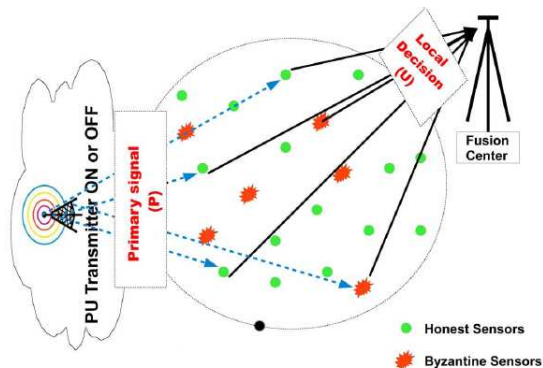 PU Transmitter ON or OFF
Primary signal
(P)
Local
Decision
(U)
Fusion
Center
Honest Sensors
Byzantine Sensors